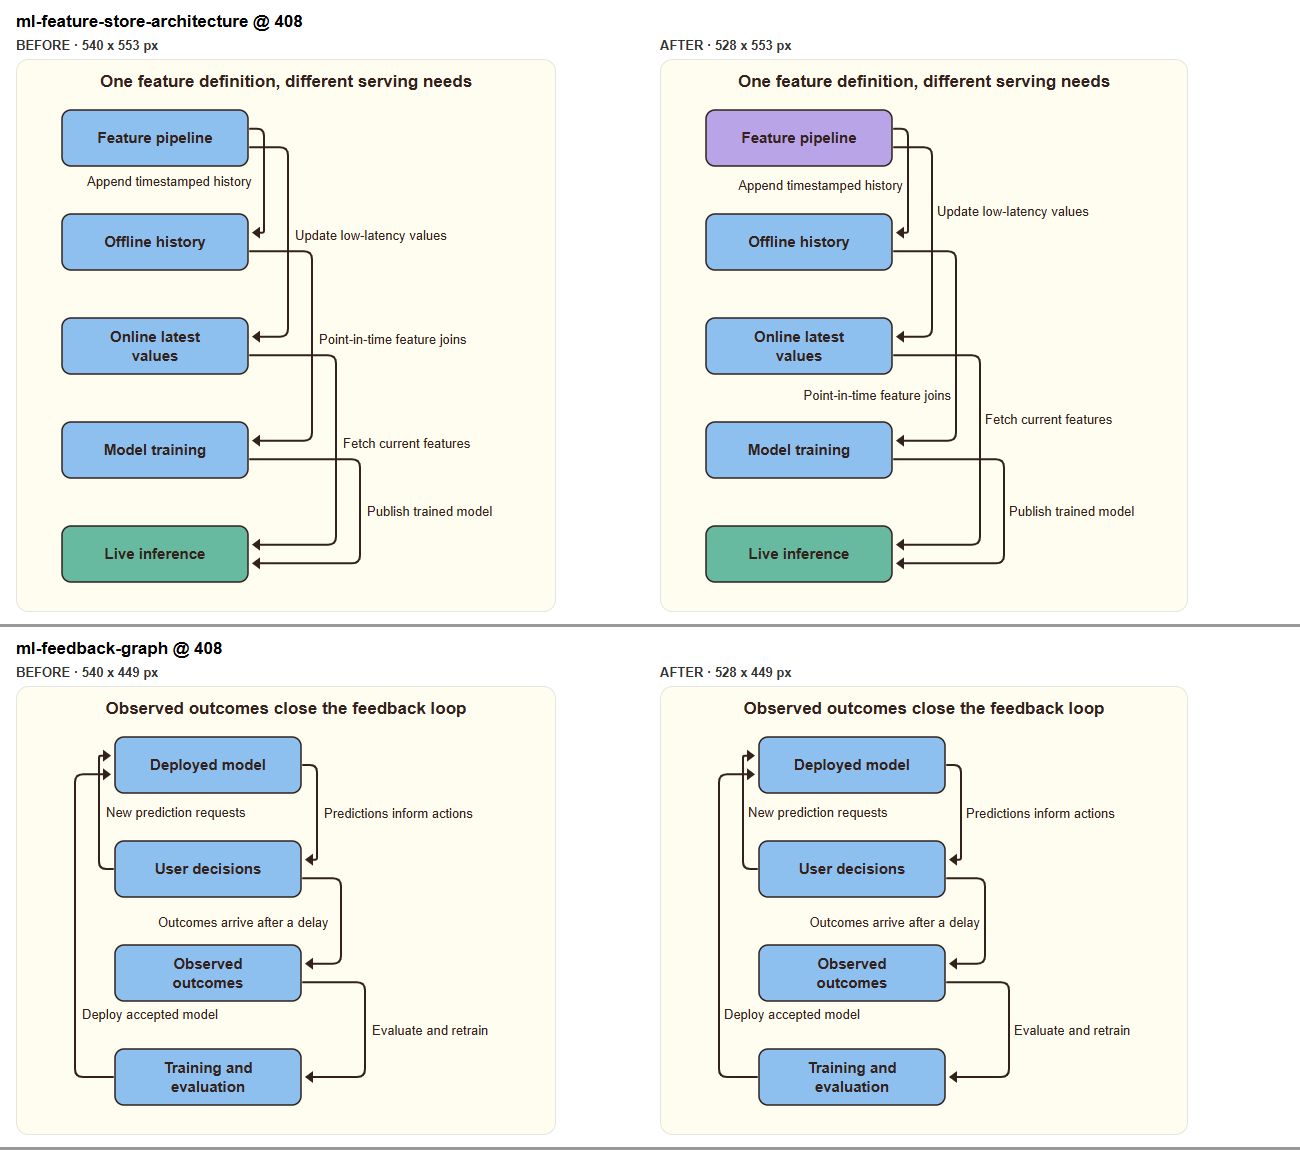 ml-feature-store-architecture @ 408
BEFORE · 540 x 553 px
One feature definition, different serving needs
Feature pipeline
Append timestamped history
Offline history
Update low-latency values
Online latest
values
Point-in-time feature joins
Model training
Fetch current features
Publish trained model
Live inference
AFTER · 528 x 553 px
One feature definition, different serving needs
Feature pipeline
Append timestamped history
Update low-latency values
Offline history
Online latest
values
Point-in-time feature joins
Fetch current features
Model training
Publish trained model
Live inference
ml-feedback-graph @ 408
BEFORE · 540 x 449 px
Observed outcomes close the feedback loop
Deployed model
New prediction requests
Predictions inform actions
User decisions
Outcomes arrive after a delay
Observed
outcomes
Deploy accepted model
Evaluate and retrain
Training and
evaluation
AFTER · 528 x 449 px
Observed outcomes close the feedback loop
Deployed model
New prediction requests
Predictions inform actions
User decisions
Outcomes arrive after a delay
Observed
outcomes
Deploy accepted model
Evaluate and retrain
Training and
evaluation